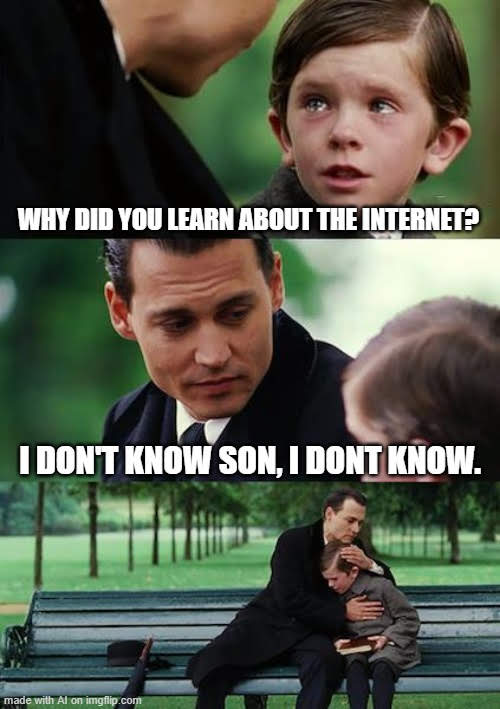 WHY DID YOU LEARN ABOUT THE INTERNET?
I DON'T KNOW SON, I DONT KNOW.
made with AI on imgflip.com